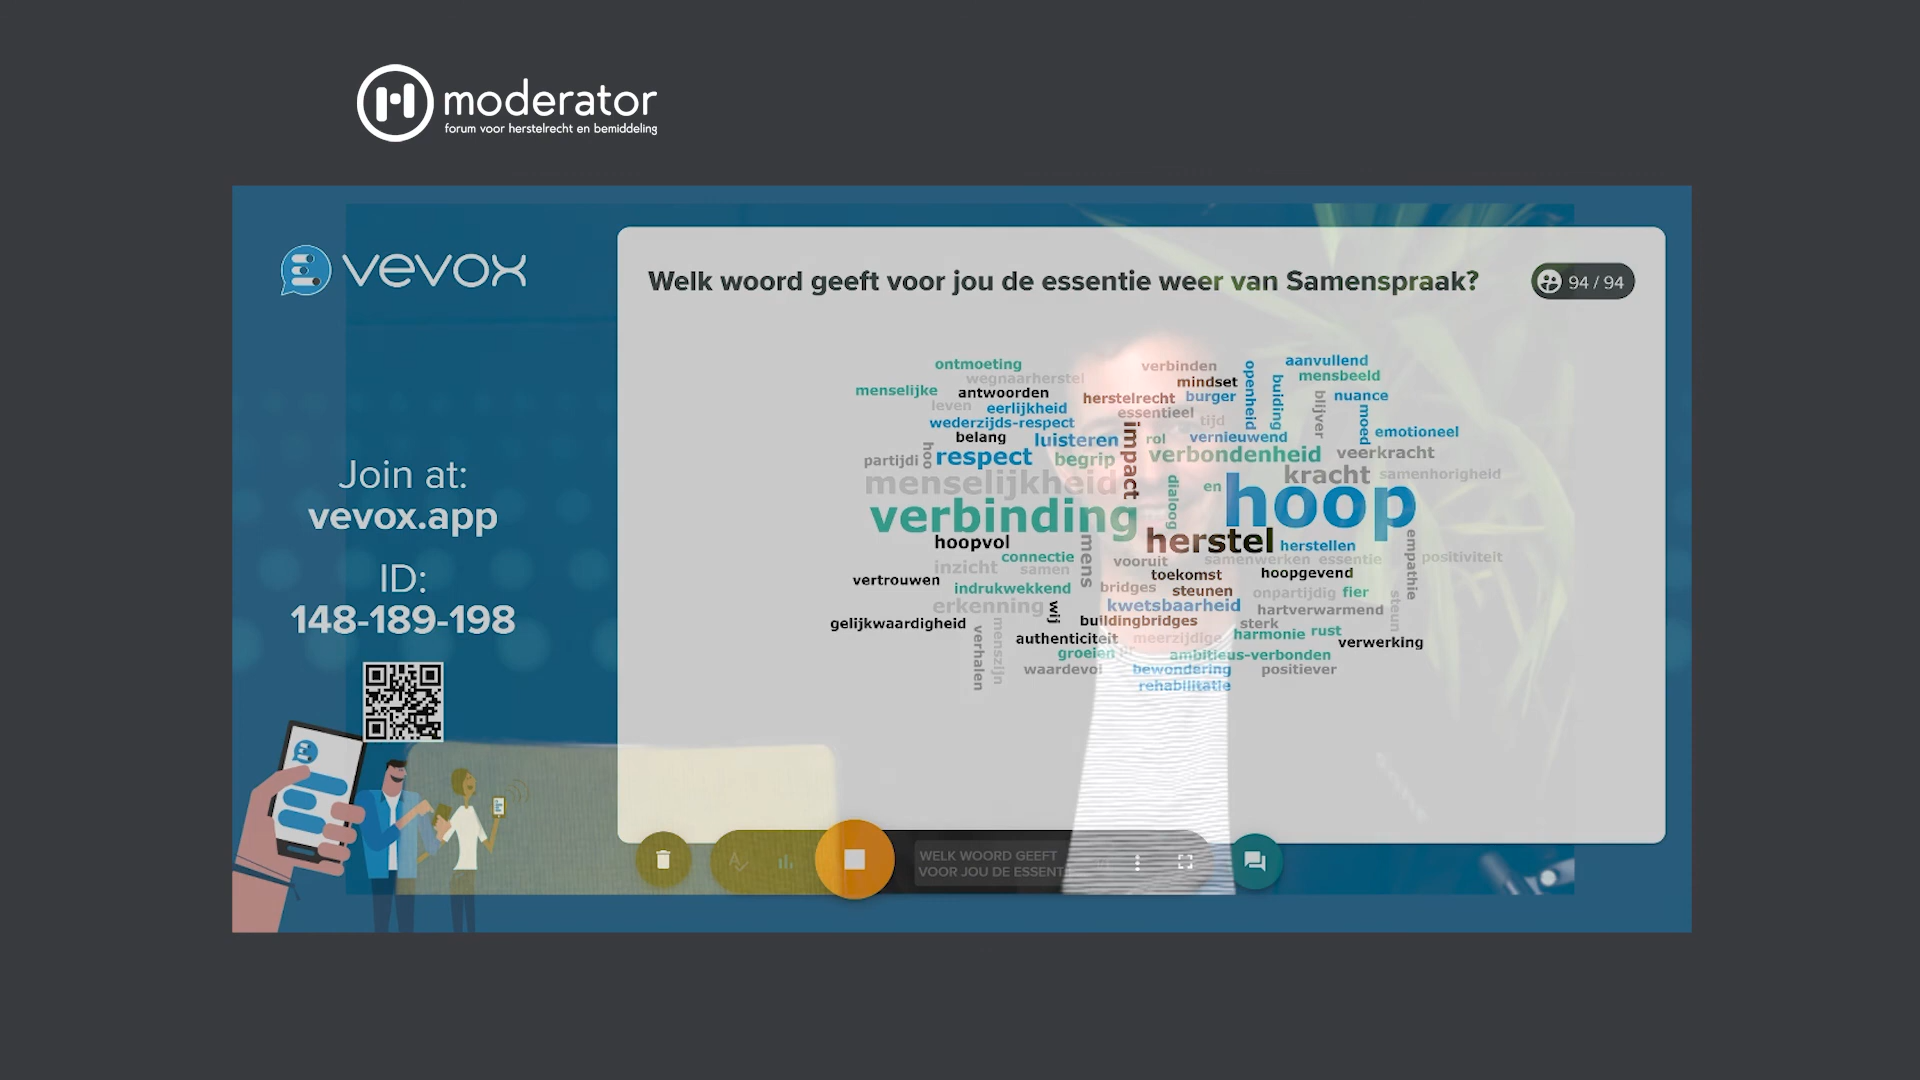 moderator
forum voor herstelrecht en bemiddeling
vevox
Welk woord geeft voor jou de essentie weer van Samenspraak?
94 / 94
Join at:
vevox.app
ID:
148-189-198
ontmoeting
wegnaarherstel
menselijke
antwoorden
leven
eerlijkheid
wederzijds-respect
belang
luisteren
partijdi
hoo
respect
begrip
menselijkheid
verbinding
impact
verbinden
mindset
herstelrecht
burger
essentieel
tijd
rol
vernieuwend
verbondenheid
openheid
buiding
aanvullend
mensbeeld
blijver
nuance
moed
emotioneel
veerkracht
kracht
samenhorigheid
dialoog
en
hoop
herstel
herstellen
hoopvol
connectie
mens
inzicht
samen
vertrouwen
indrukwekkend
erkenning
wij
gelijkwaardigheid
verhalen
menszijn
authenticiteit
groeien
waardevol
vooruit
samenwerken
essentie
positiviteit
empathie
toekomst
hoopgevend
bridges
steunen
onpartijdig
fier
steun
kwetsbaarheid
hartverwarmend
buildingbridges
sterk
meerzijdige
harmonie
rust
verwerking
ambitieus-verbonden
bewondering
positiever
rehabilitatie
WELK WOORD GEEFT
VOOR JOU DE ESSENT